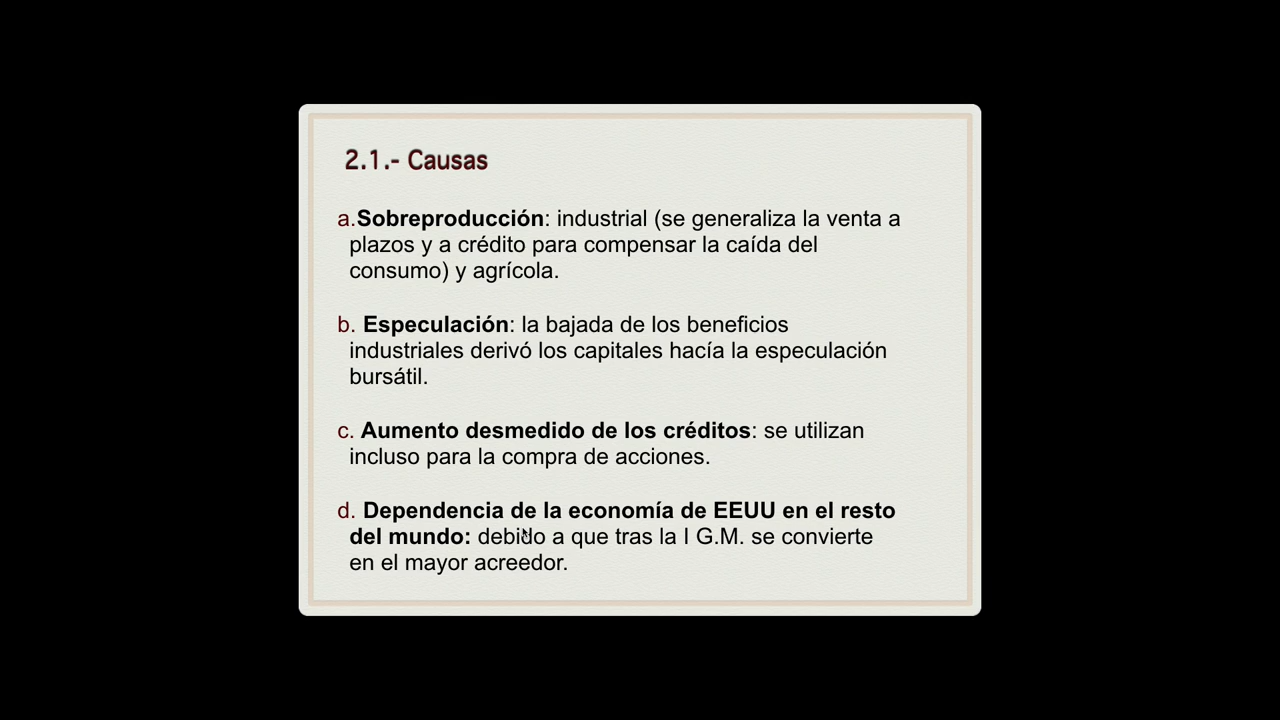 2.1.- Causas
a.Sobreproducción: industrial (se generaliza la venta a
plazos y a crédito para compensar la caída del
consumo) y agrícola.
b. Especulación: la bajada de los beneficios
industriales derivó los capitales hacía la especulación
bursátil.
c. Aumento desmedido de los créditos: se utilizan
incluso para la compra de acciones.
d. Dependencia de la economía de EEUU en el resto
del mundo: debido a que tras la I G.M. se convierte
en el mayor acreedor.